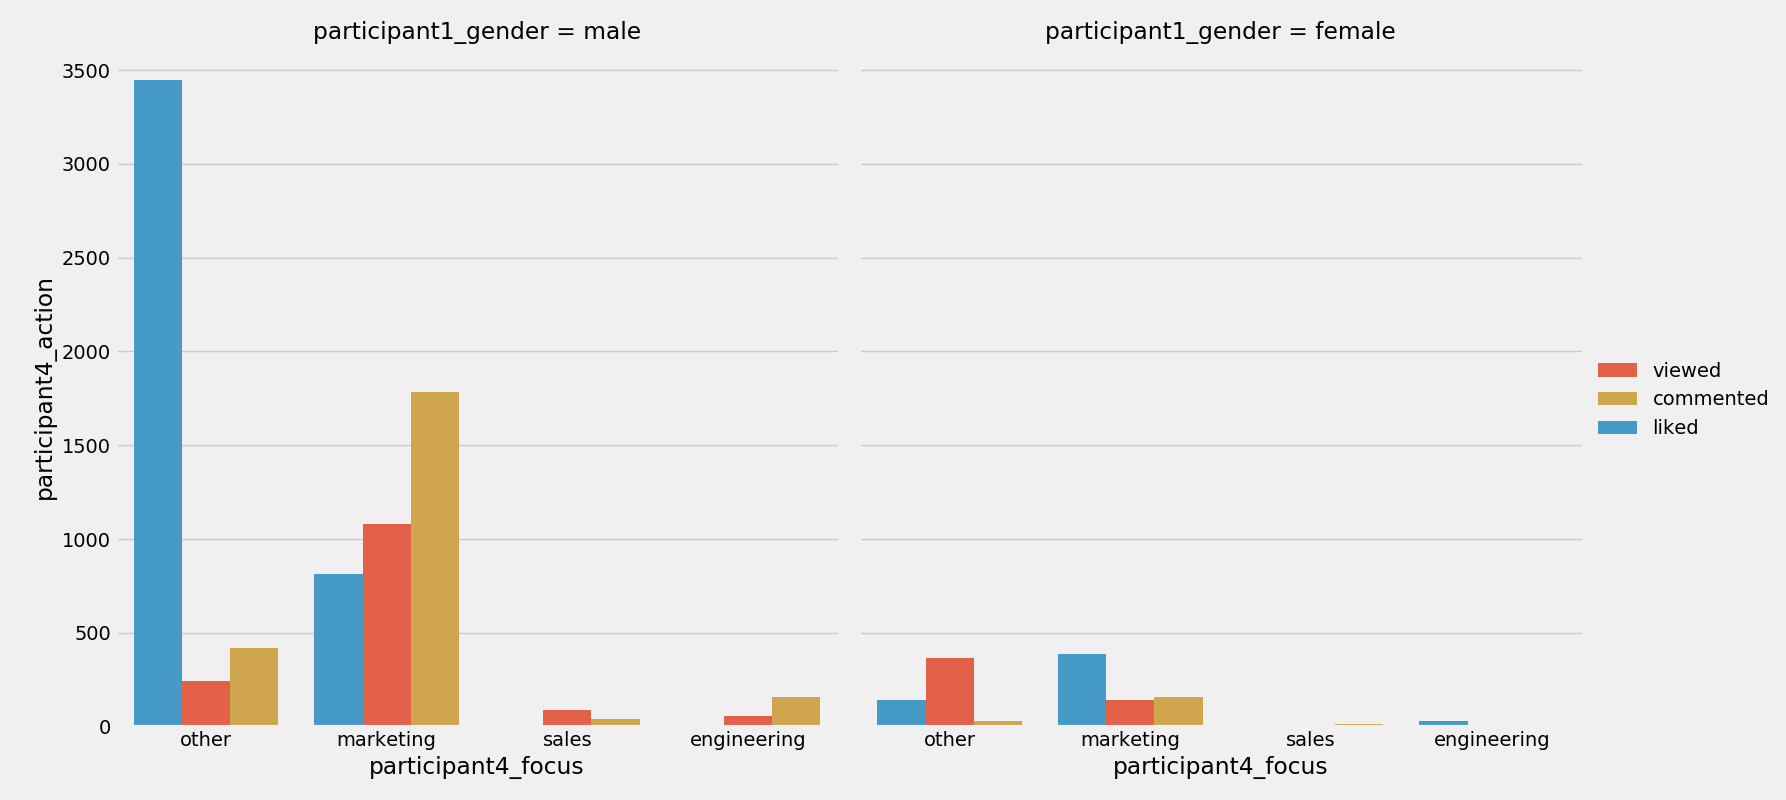 participant1_gender = male
participant1_gender = female
3500
3000
2500
2000
1500
1000
500
0
participant4_action
other marketing sales engineering
other marketing sales engineering
participant4_focus
participant4_focus
viewed
commented
liked